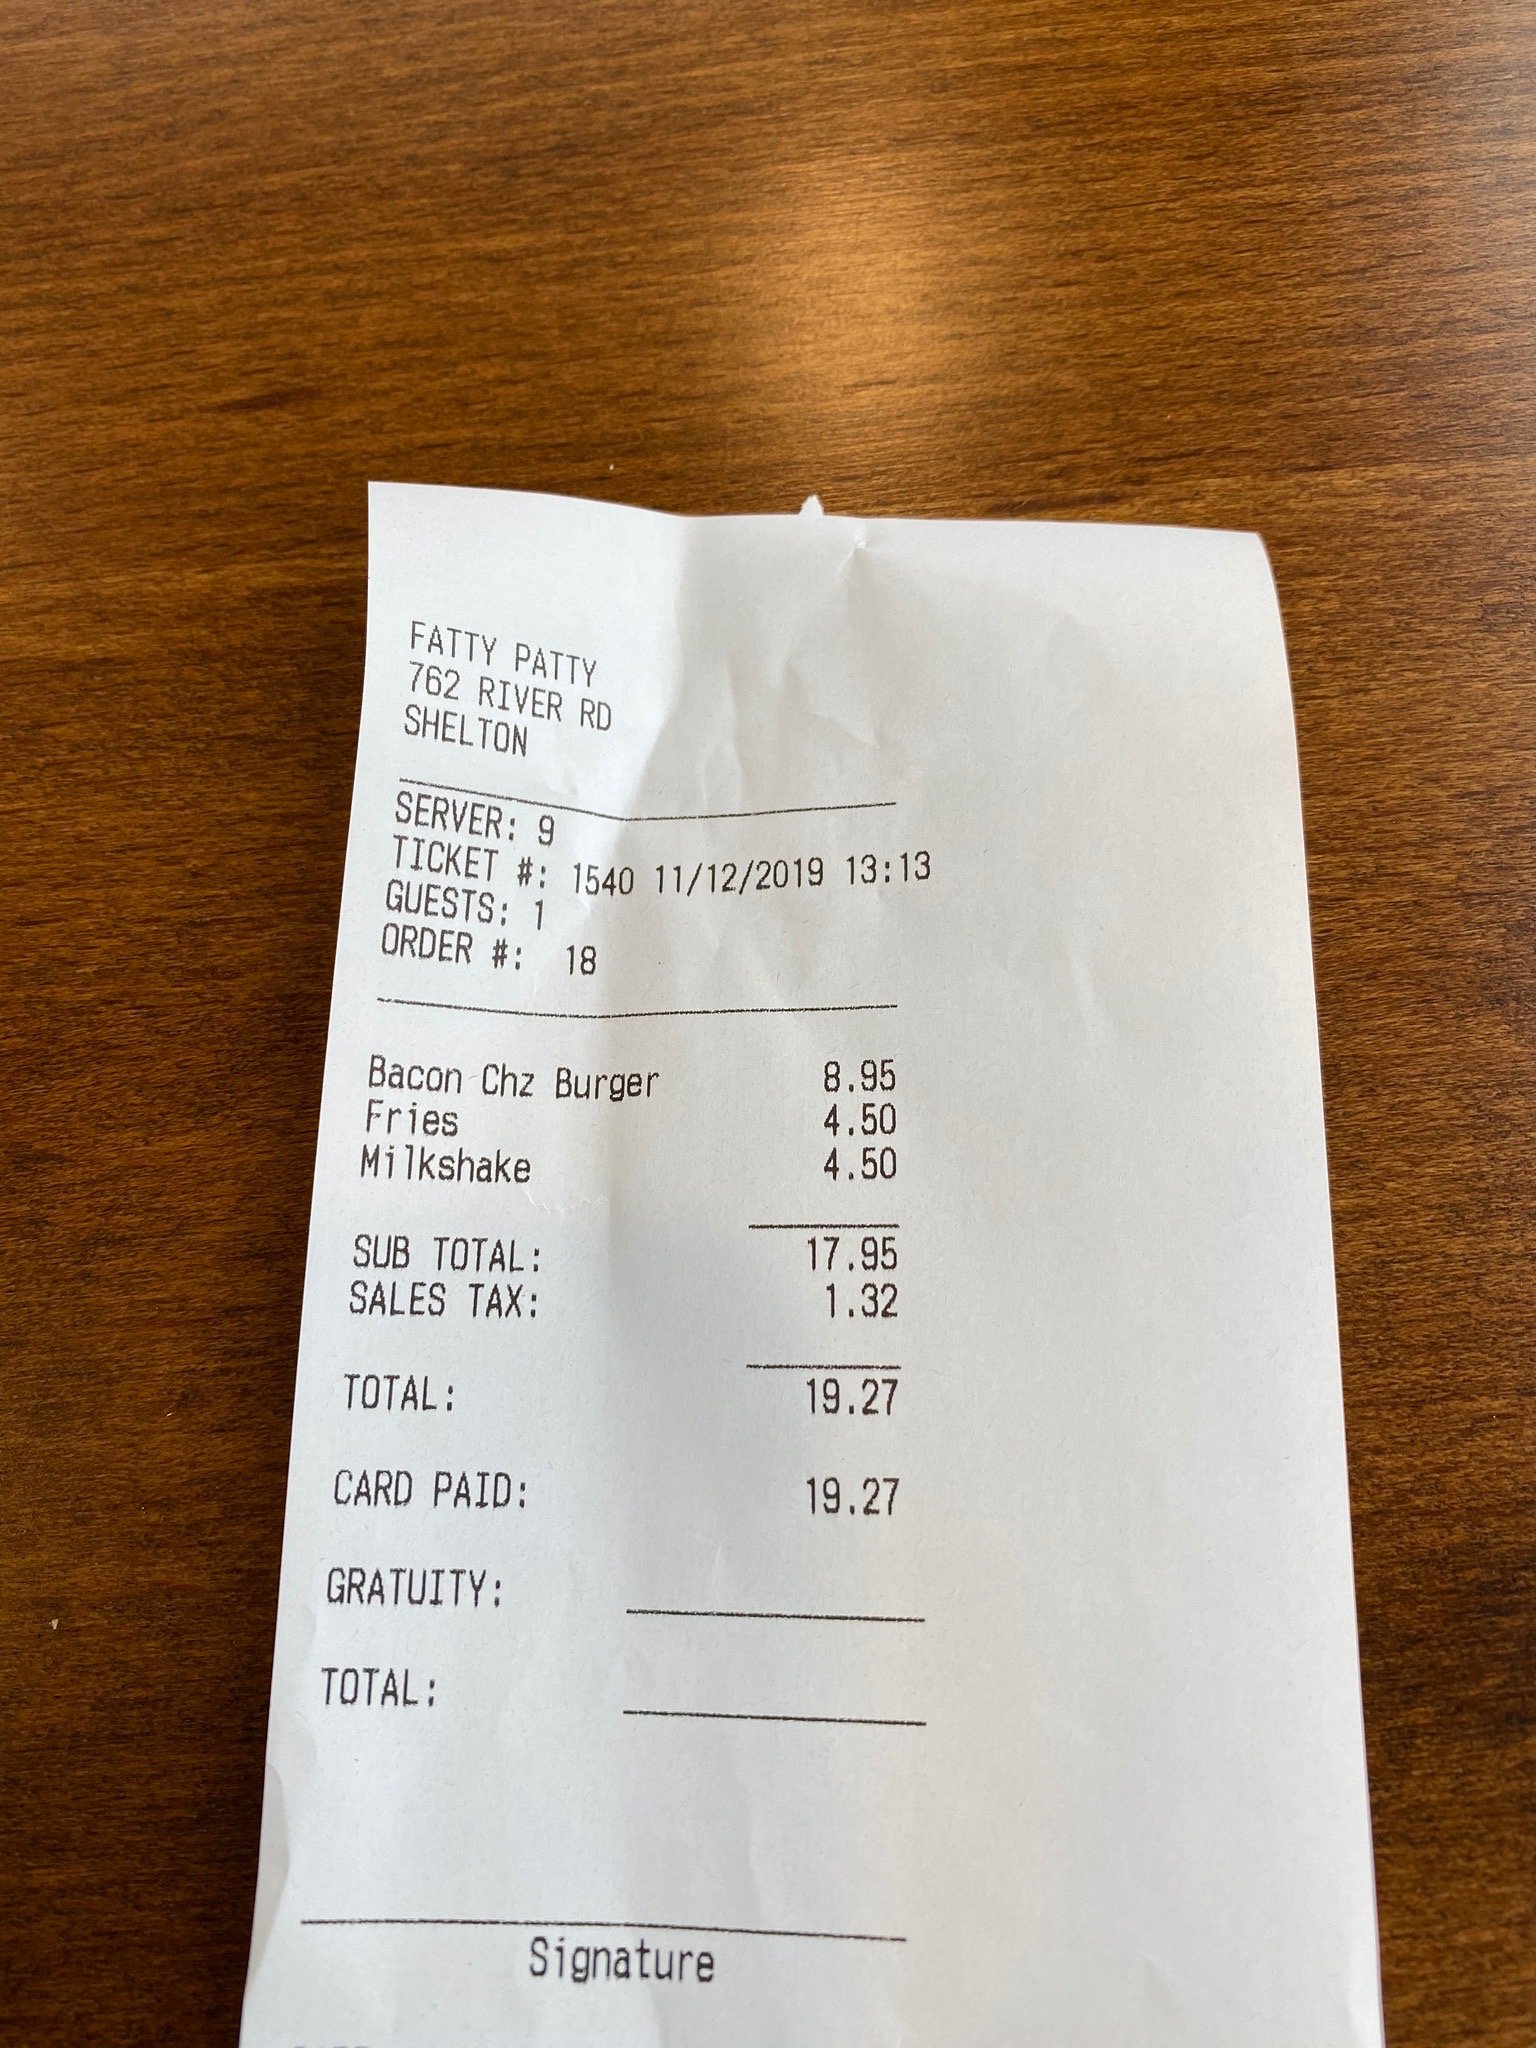 FATTY PATTY
762 RIVER RD
SHELTON
SERVER: 9
TICKET #: 1540 11/12/2019 13:13
GUESTS: 1
ORDER #: 18
Bacon Chz Burger 8.95
Fries 4.50
Milkshake 4.50
SUB TOTAL: 17.95
SALES TAX: 1.32
TOTAL: 19.27
CARD PAID: 19.27
GRATUITY:
TOTAL:
Signature